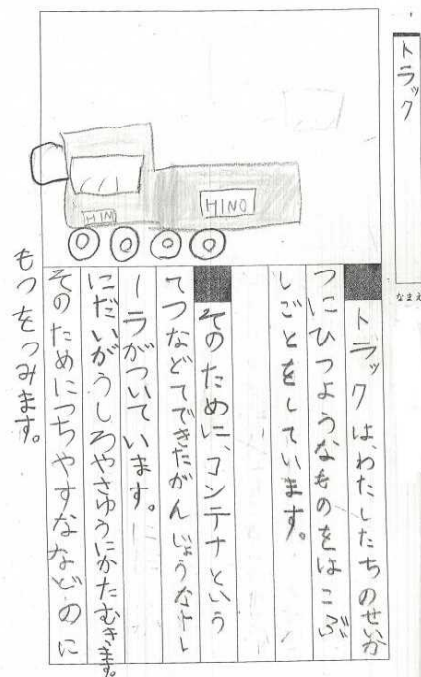 トラック
なまえ
HINO
HIN
トラックは、わたしたちのせいか
つにひつようなものをはこぶ
しごとをしています。
そのために、コンテナという
てつなどでできたがんじょうなトレ
ーラがついています。
にだいがうしろやさゆうにかたむきます。
そのためにつちやすななどのに
もつをつみます。